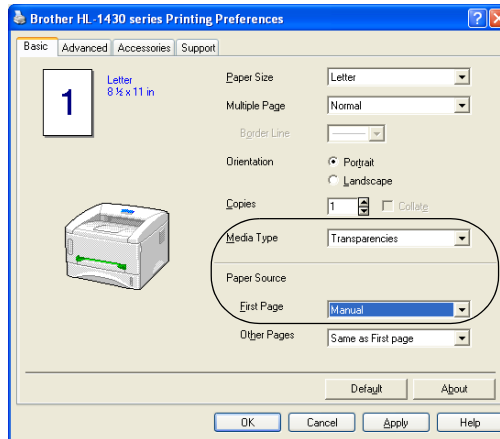 Brother HL-1430 series Printing Preferences
Basic Advanced Accessories Support
1
Letter
8 ½ x 11 in
Paper Size Letter
Multiple Page Normal
Border Line
Orientation Portrait
Landscape
Copies 1 Collate
Media Type Transparencies
Paper Source
First Page Manual
Other Pages Same as First page
Default About
OK Cancel Apply Help